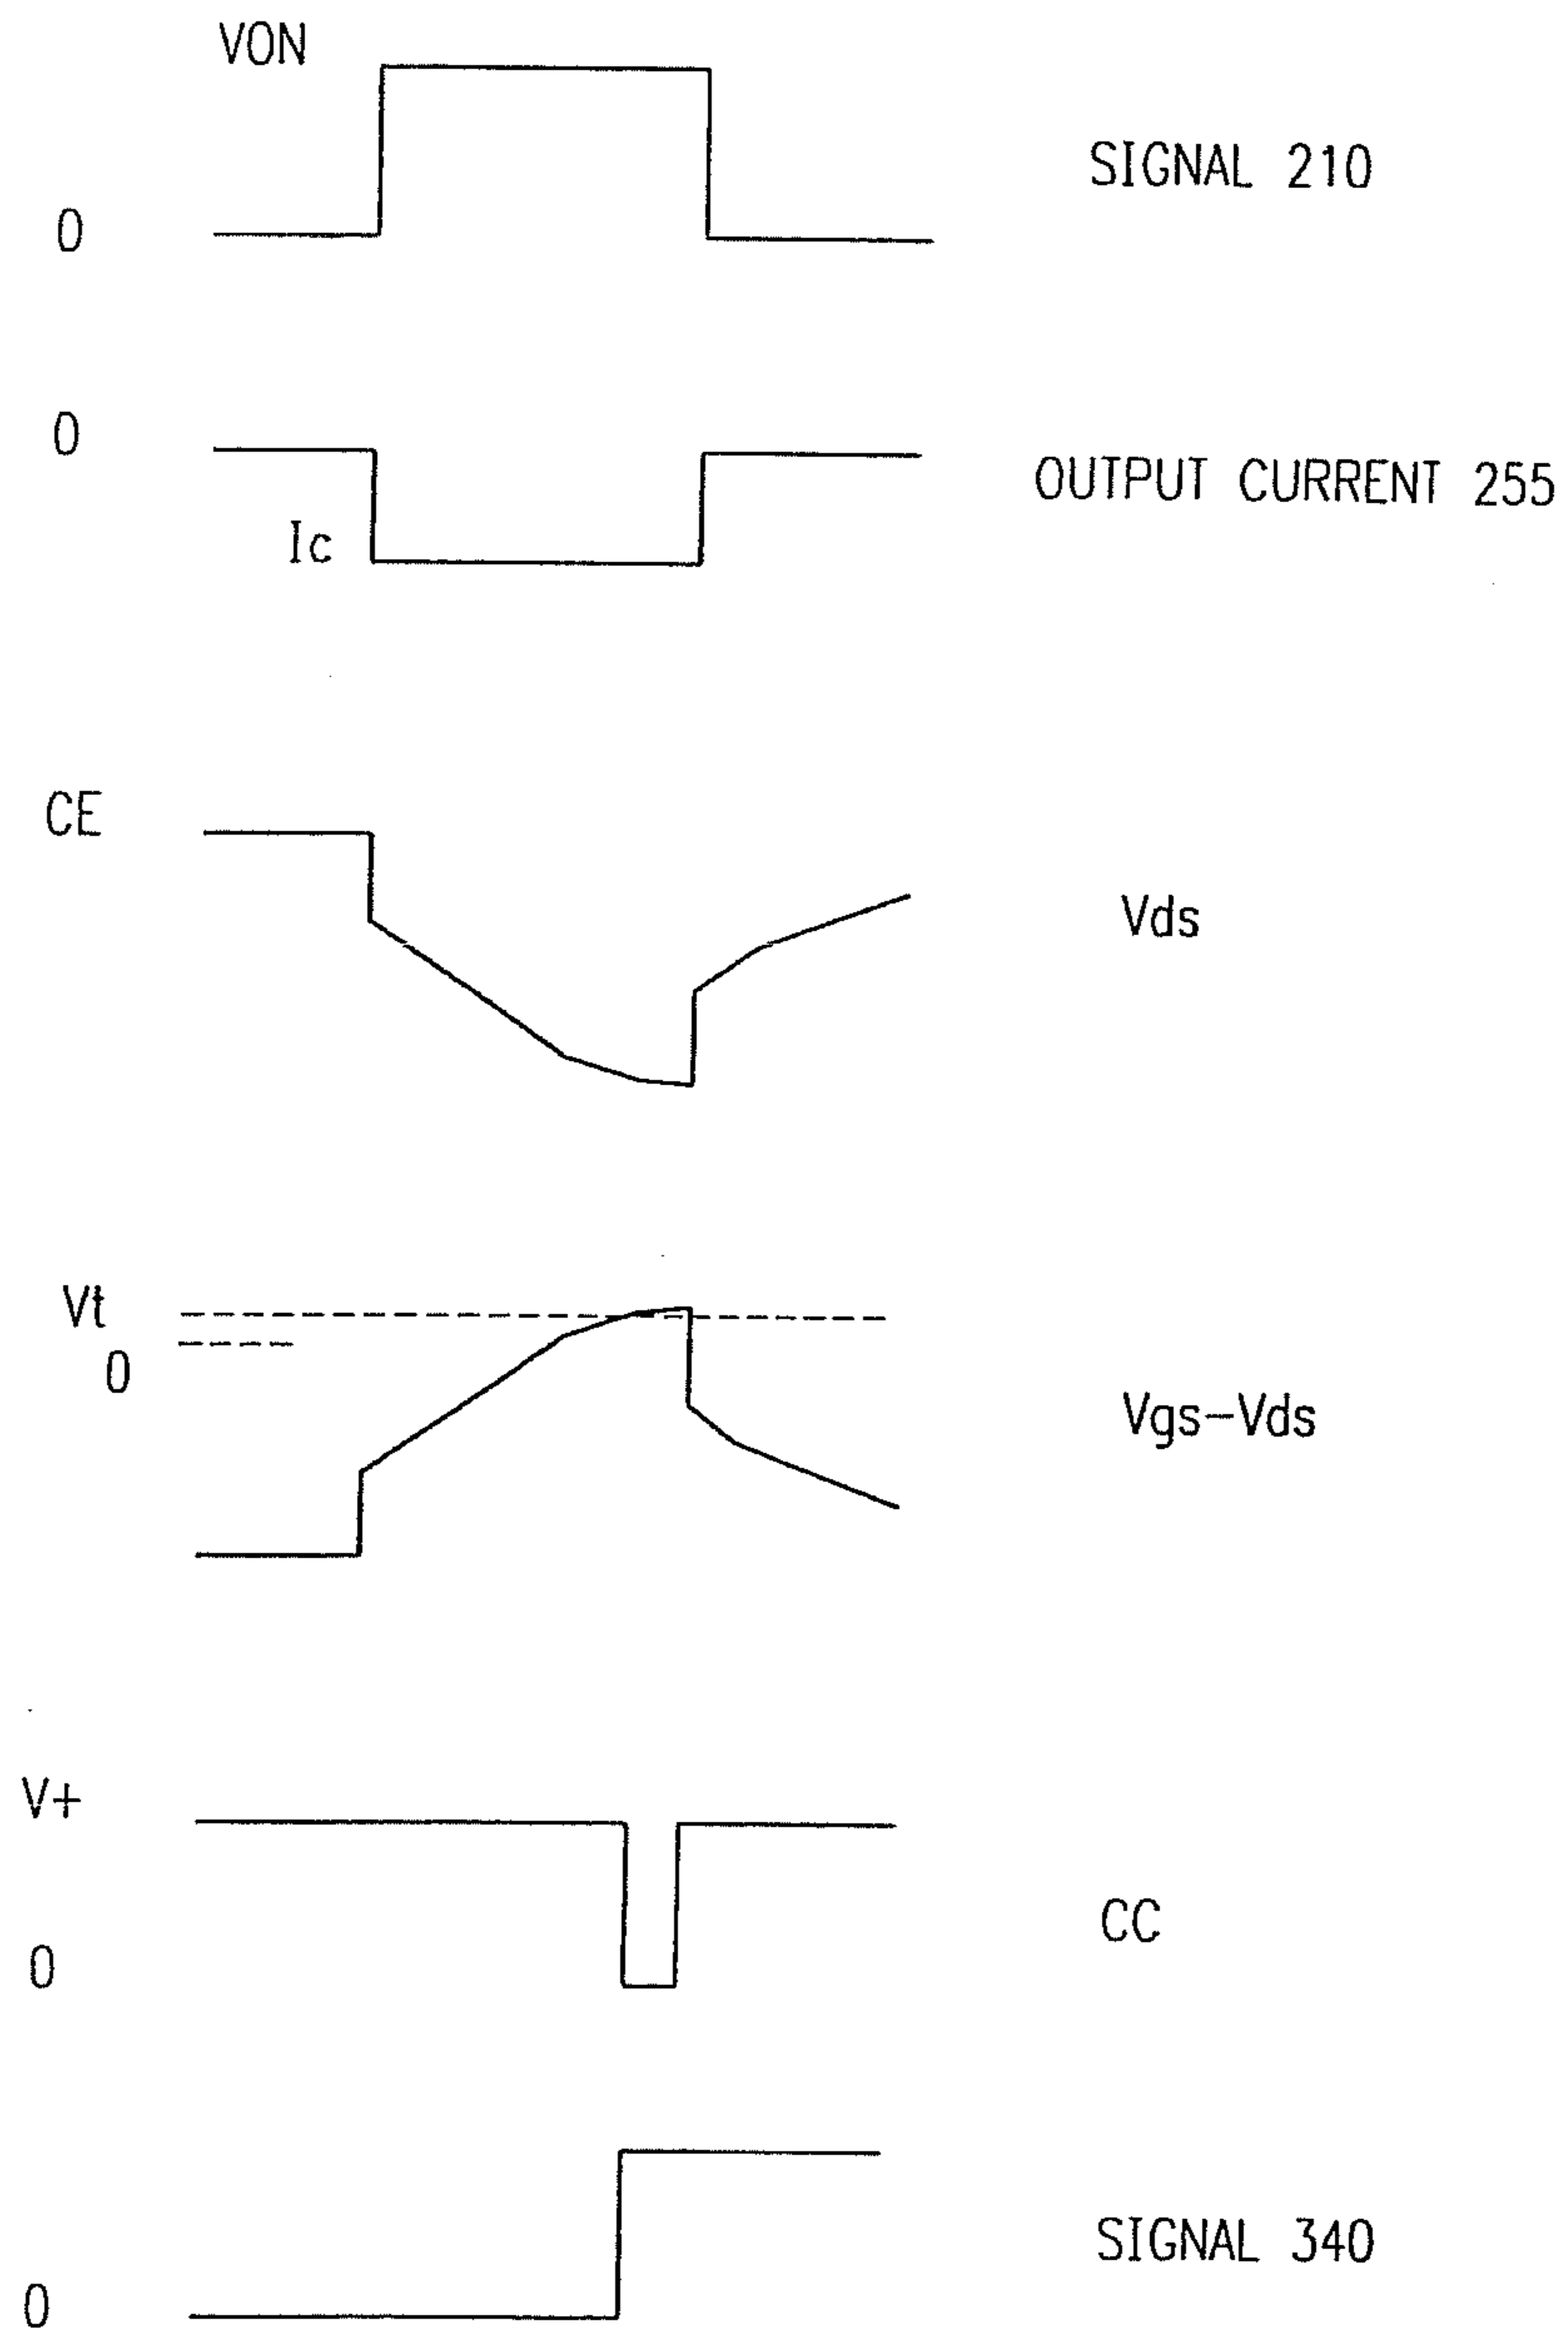 VON
SIGNAL 210
0
0
OUTPUT CURRENT 255
Ic
CE
Vds
Vt
0
Vgs-Vds
V+
CC
0
SIGNAL 340
0